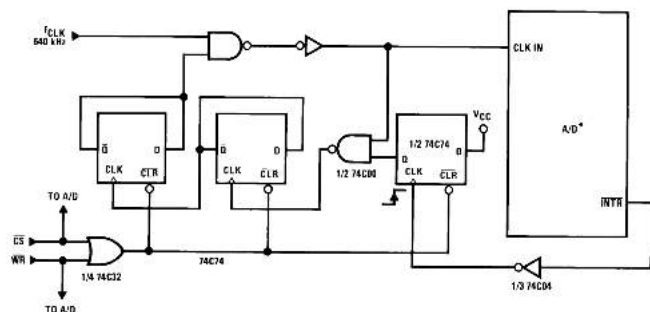 fCLK
640 kHz
CLK IN
A/D*
INTR
VCC
1/2 74C74
Q D
CLK CLR
1/2 74C00
Q D
CLK CLR
Q D
CLK CLR
TO A/D
CS
WR
TO A/D
1/4 74C32
74C74
1/3 74C04